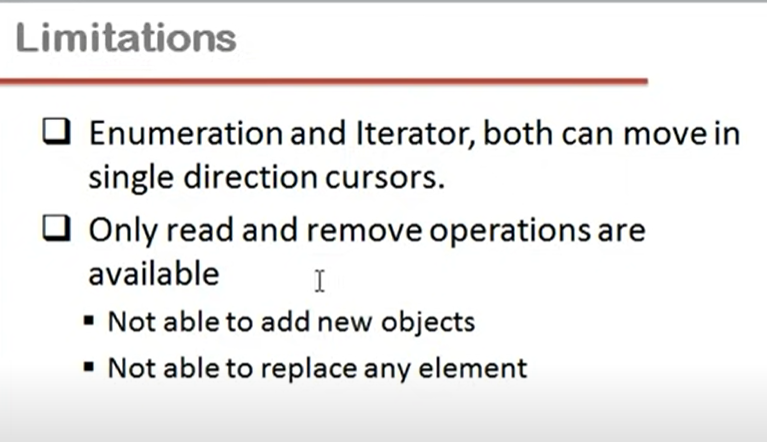 Limitations
Enumeration and Iterator, both can move in
single direction cursors.
Only read and remove operations are
available
Not able to add new objects
Not able to replace any element